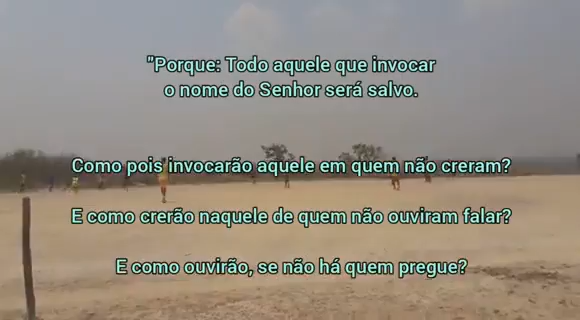 "Porque: Todo aquele que invocar
o nome do Senhor será salvo.
Como pois invocarão aquele em quem não creram?
E como crerão naquele de quem não ouviram falar?
E como ouvirão, se não há quem pregue?